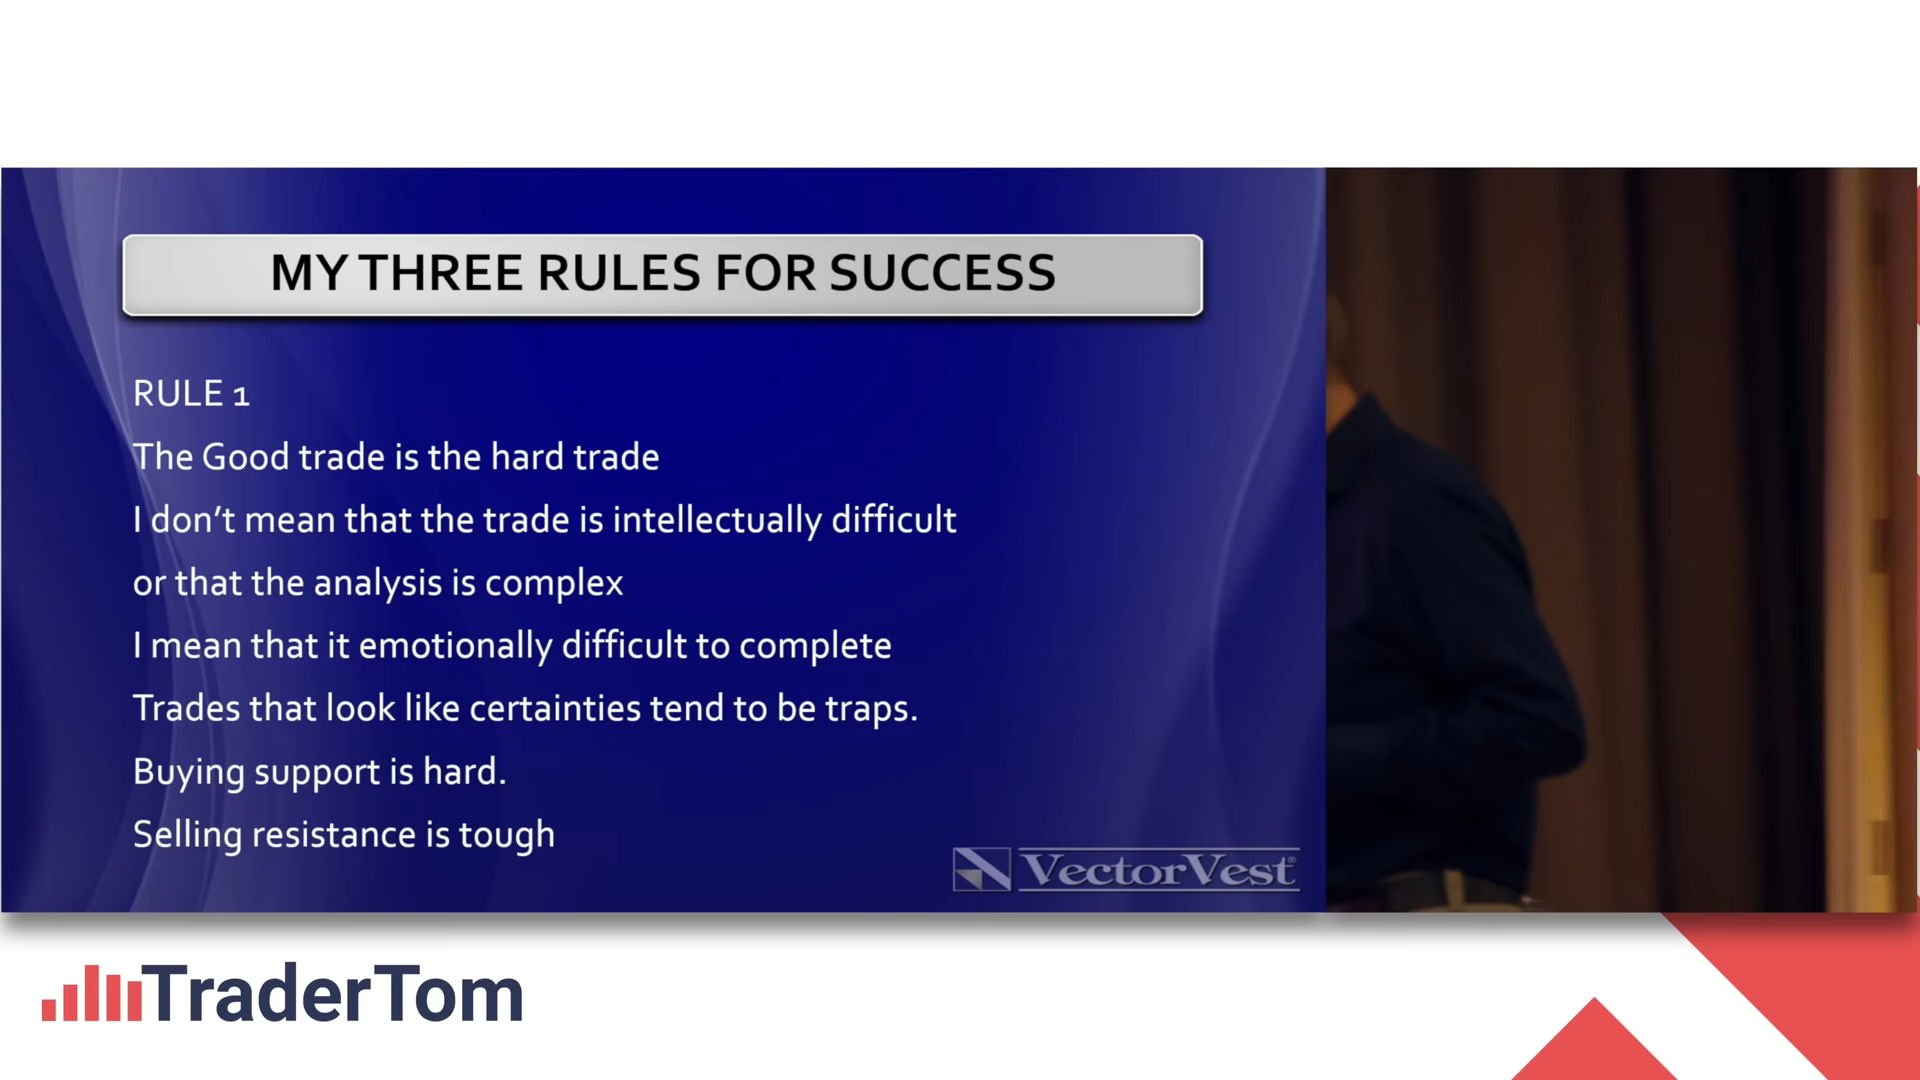 MY THREE RULES FOR SUCCESS
RULE 1
The Good trade is the hard trade
I don’t mean that the trade is intellectually difficult
or that the analysis is complex
I mean that it emotionally difficult to complete
Trades that look like certainties tend to be traps.
Buying support is hard.
Selling resistance is tough
VectorVest®
TraderTom